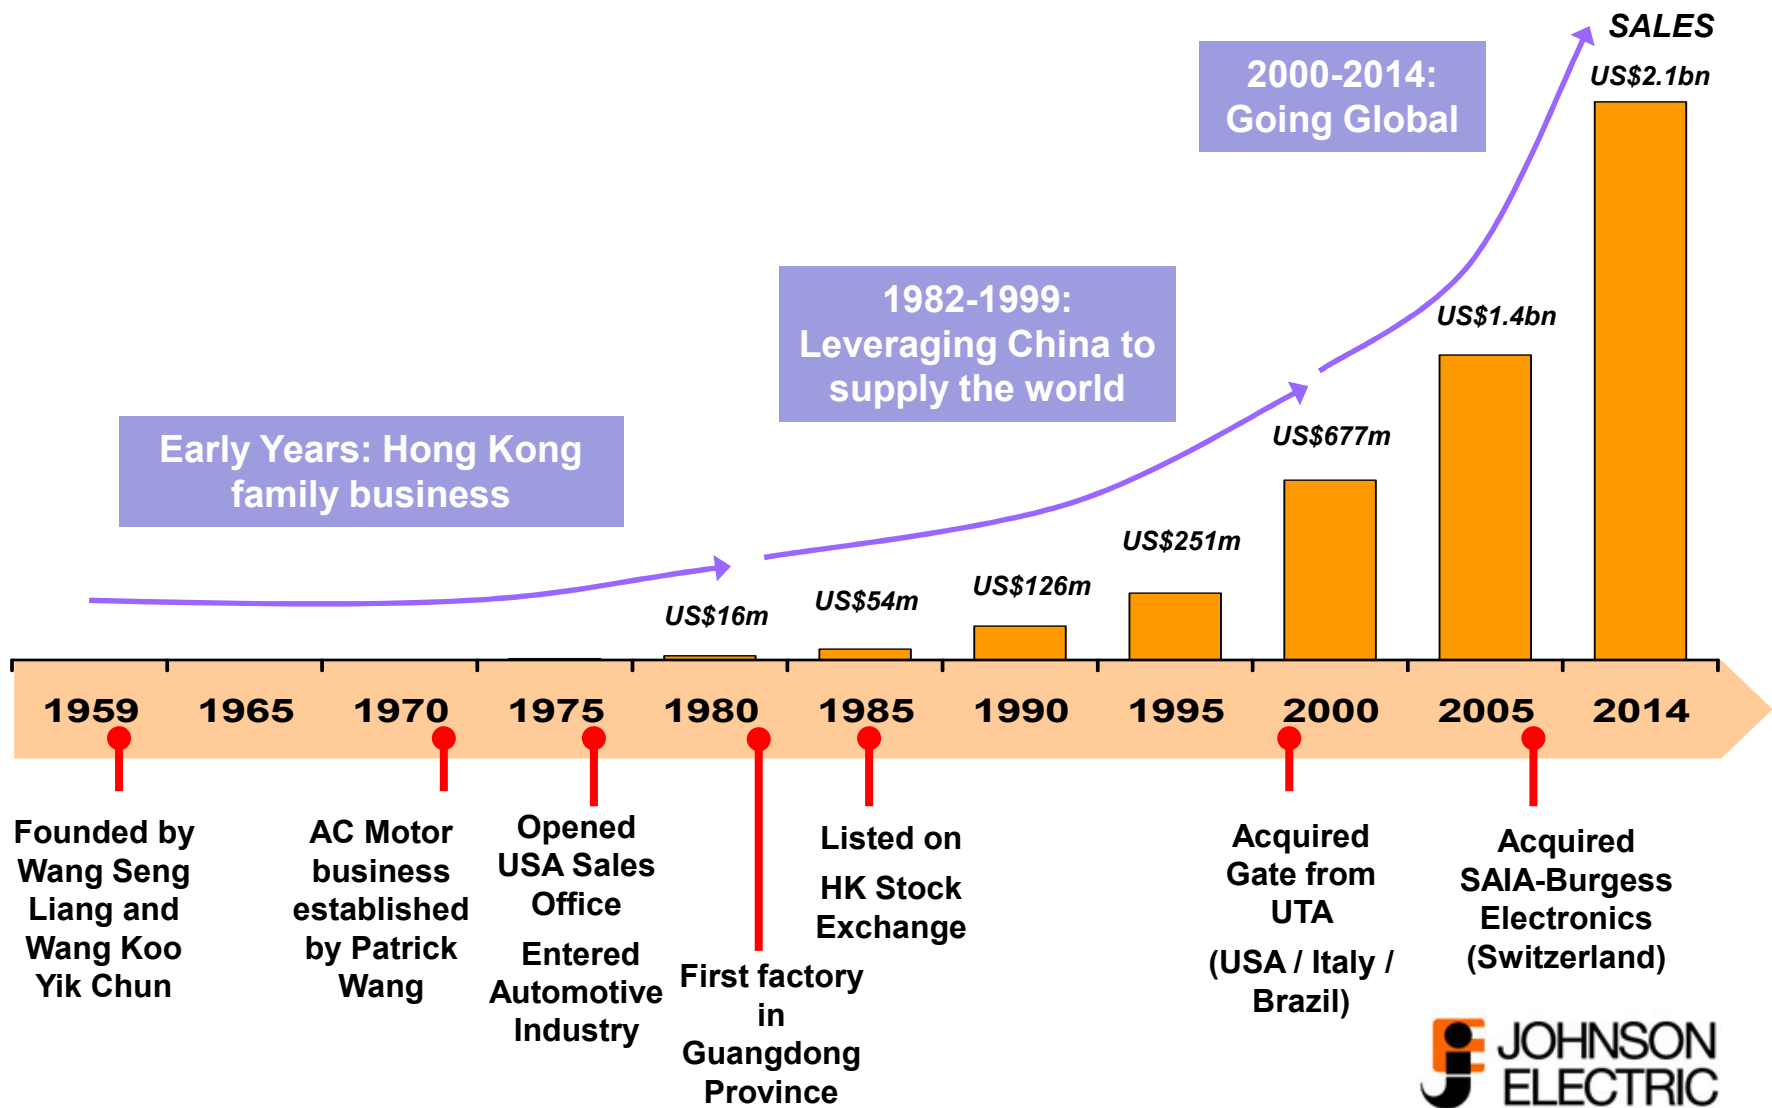 SALES
US$2.1bn
2000-2014:
Going Global
US$1.4bn
1982-1999:
Leveraging China to
supply the world
US$677m
Early Years: Hong Kong
family business
US$251m
US$126m
US$54m
US$16m
1959 1965 1970 1975 1980 1985 1990 1995 2000 2005 2014
Founded by
Wang Seng
Liang and
Wang Koo
Yik Chun
AC Motor
business
established
by Patrick
Wang
Opened
USA Sales
Office
Entered
Automotive
Industry
First factory
in
Guangdong
Province
Listed on
HK Stock
Exchange
Acquired
Gate from
UTA
(USA / Italy /
Brazil)
Acquired
SAIA-Burgess
Electronics
(Switzerland)
JOHNSON
ELECTRIC